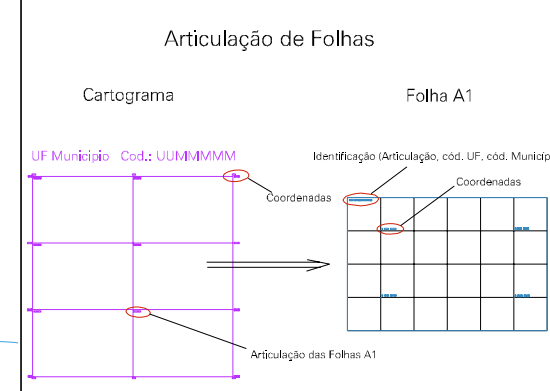 Articulação de Folhas
Cartograma
Folha A1
UF Municipio Cod.: UUMMMMM
Identificação (Articulação, cód. UF, cód. Municíp
Coordenadas
Coordenadas
Articulação das Folhas A1